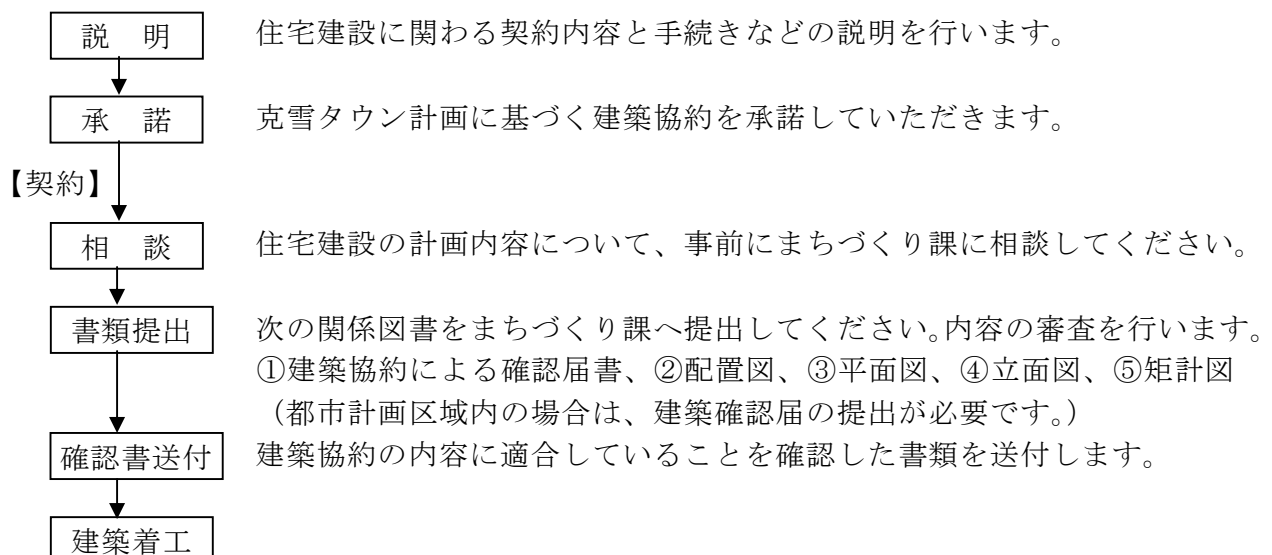 説　明　住宅建設に関わる契約内容と手続きなどの説明を行います。
承　諾　克雪タウン計画に基づく建築協約を承諾していただきます。
【契約】
相　談　住宅建設の計画内容について、事前にまちづくり課に相談してください。
書類提出　次の関係図書をまちづくり課へ提出してください。内容の審査を行います。
①建築協約による確認届書、②配置図、③平面図、④立面図、⑤矩計図
（都市計画区域内の場合は、建築確認届の提出が必要です。）
確認書送付　建築協約の内容に適合していることを確認した書類を送付します。
建築着工